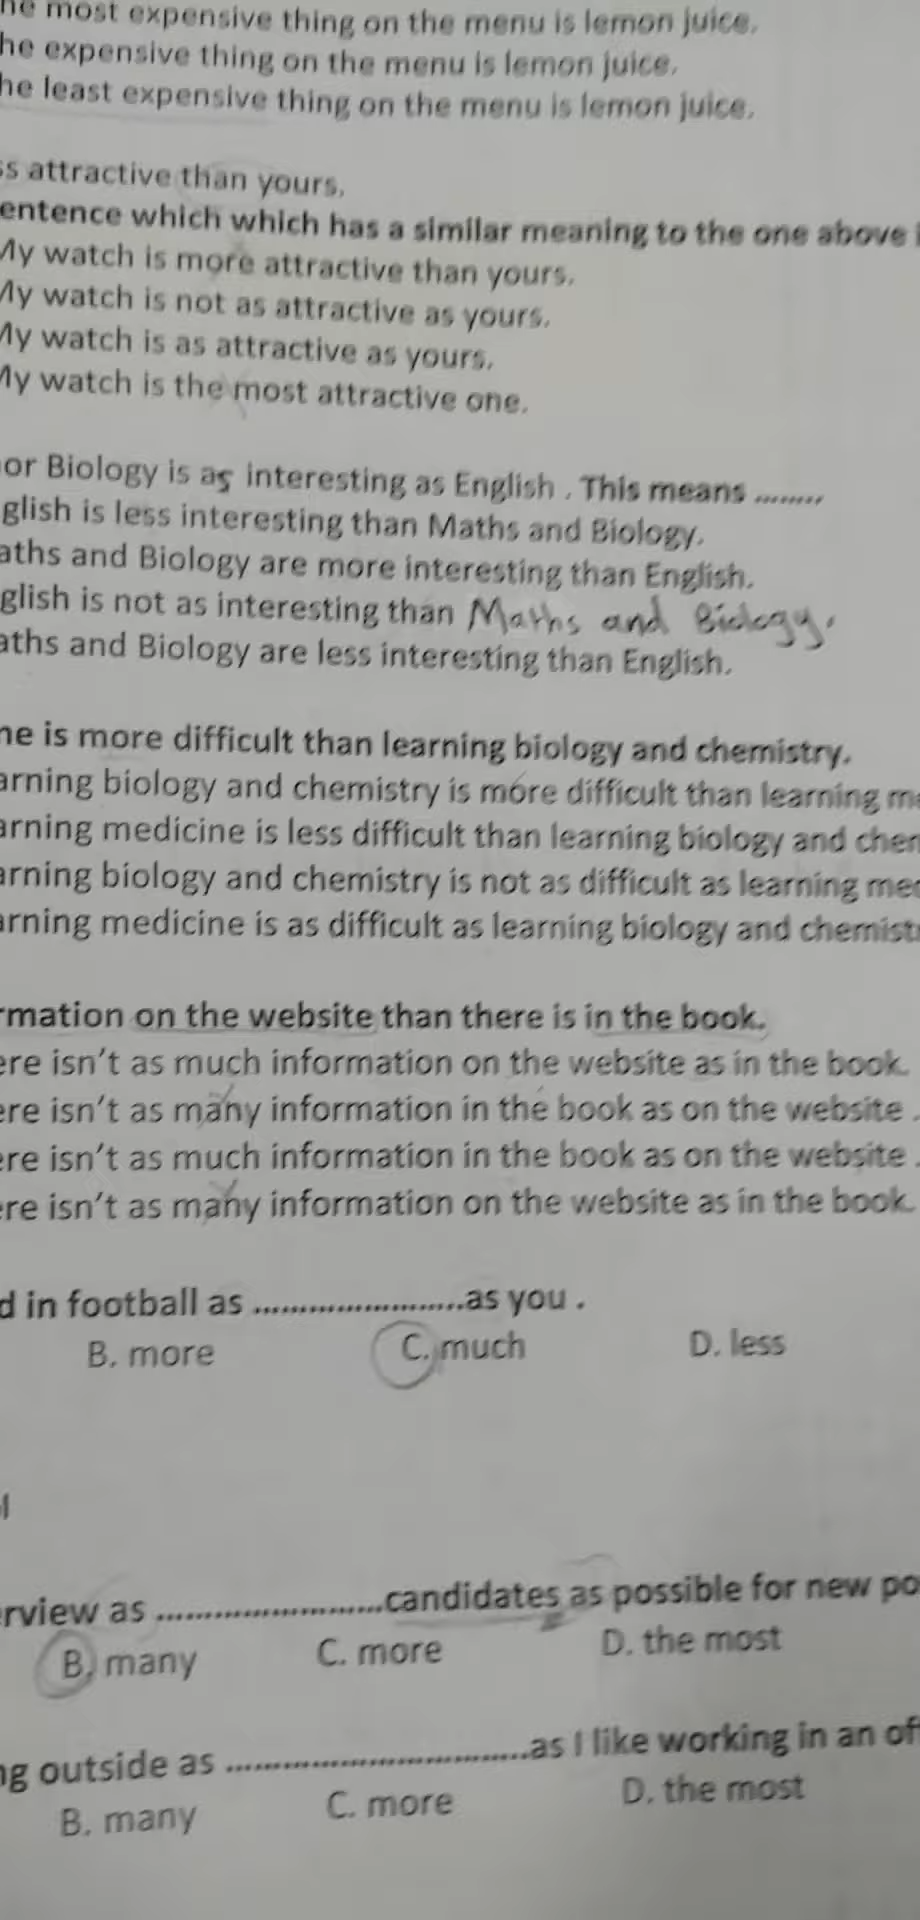 most expensive thing on the menu is lemon juice.
expensive thing on the menu is lemon juice.
least expensive thing on the menu is lemon juice.
attractive than yours.
which which has a similar meaning to the one above
My watch is more attractive than yours.
My watch is not as attractive as yours.
My watch is as attractive as yours.
My watch is the most attractive one.
or Biology is as interesting as English . This means ........
glish is less interesting than Maths and Biology.
aths and Biology are more interesting than English.
glish is not as interesting than Maths and Biology.
aths and Biology are less interesting than English.
is more difficult than learning biology and chemistry.
arning biology and chemistry is more difficult than learning
arning medicine is less difficult than learning biology and
arning biology and chemistry is not as difficult as learning
arning medicine is as difficult as learning biology and
rmation on the website than there is in the book.
ere isn't as much information on the website as in the book.
ere isn't as many information in the book as on the website .
ere isn't as much information in the book as on the website .
ere isn't as many information on the website as in the book.
d in football as ........................as you .
B. more C. much D. less
rview as ..........................candidates as possible for new po
B. many C. more D. the most
ng outside as ..................................as I like working in an of
B. many C. more D. the most